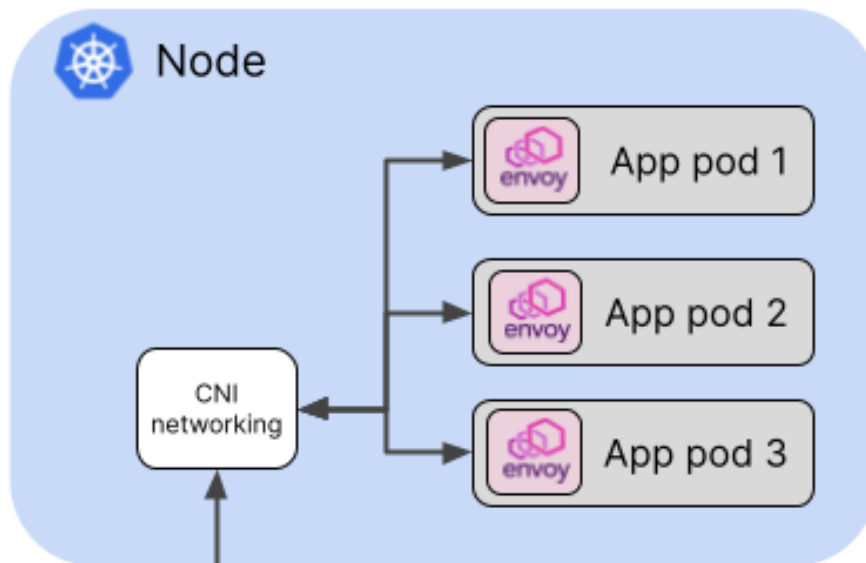 Node
envoy
App pod 1
envoy
App pod 2
CNI
networking
envoy
App pod 3